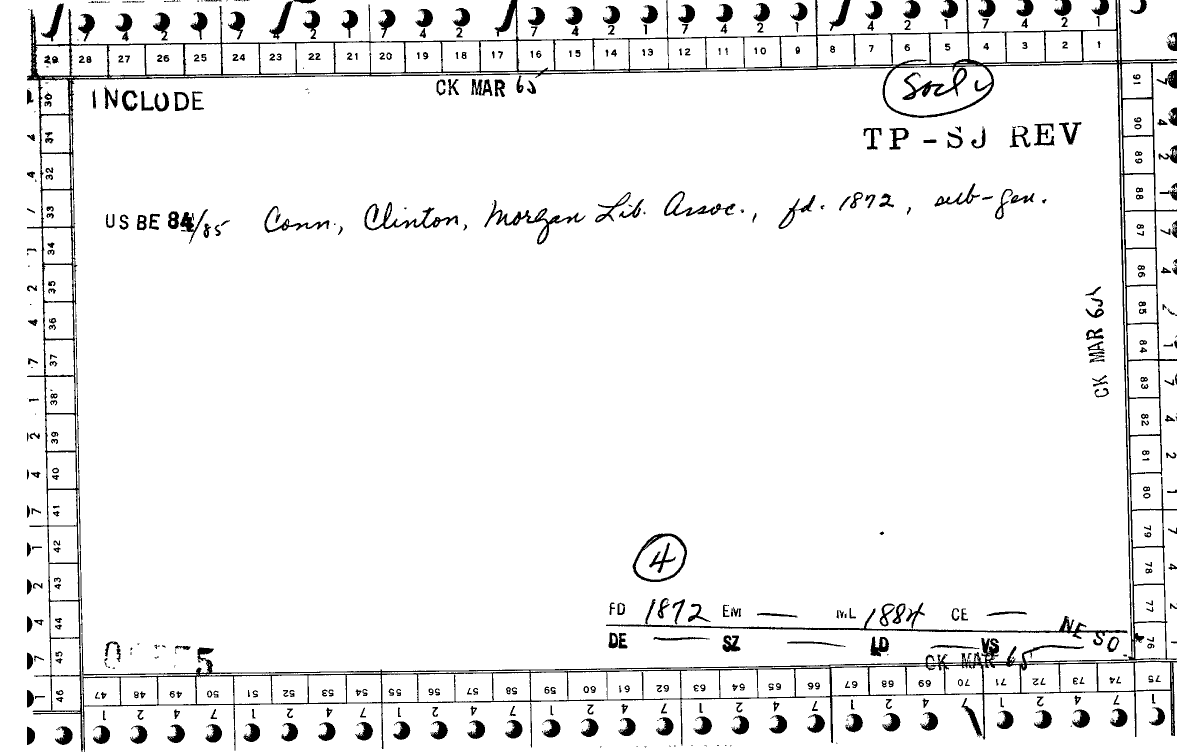 7 4 2 1 7 4 2 1 7 4 2 1 7 4 2 1 7 4 2 1 7 4 2 1 7 4 2 1
29 28 27 26 25 24 23 22 21 20 19 18 17 16 15 14 13 12 11 10 9 8 7 6 5 4 3 2 1
CK MAR 65
INCLUDE
TP-SJ REV
US BE 84/85 Conn., Clinton, Morgan Lib. Assoc., fd. 1872, sub-gen.
30 31 32 33 34 35 36 37 38 39 40 41 42 43 44 45 46
91 90 89 88 87 86 85 84 83 82 81 80 79 78 77 76
CK MAR 65
4
FD 1872 EM — ML 1884 CE —
DE — SZ — LD — VS — NE SO
CK MAR 65
47 48 49 50 51 52 53 54 55 56 57 58 59 60 61 62 63 64 65 66 67 68 69 70 71 72 73 74 75
1 2 4 7 1 2 4 7 1 2 4 7 1 2 4 7 1 2 4 7 1 2 4 7 1 2 4 7 1